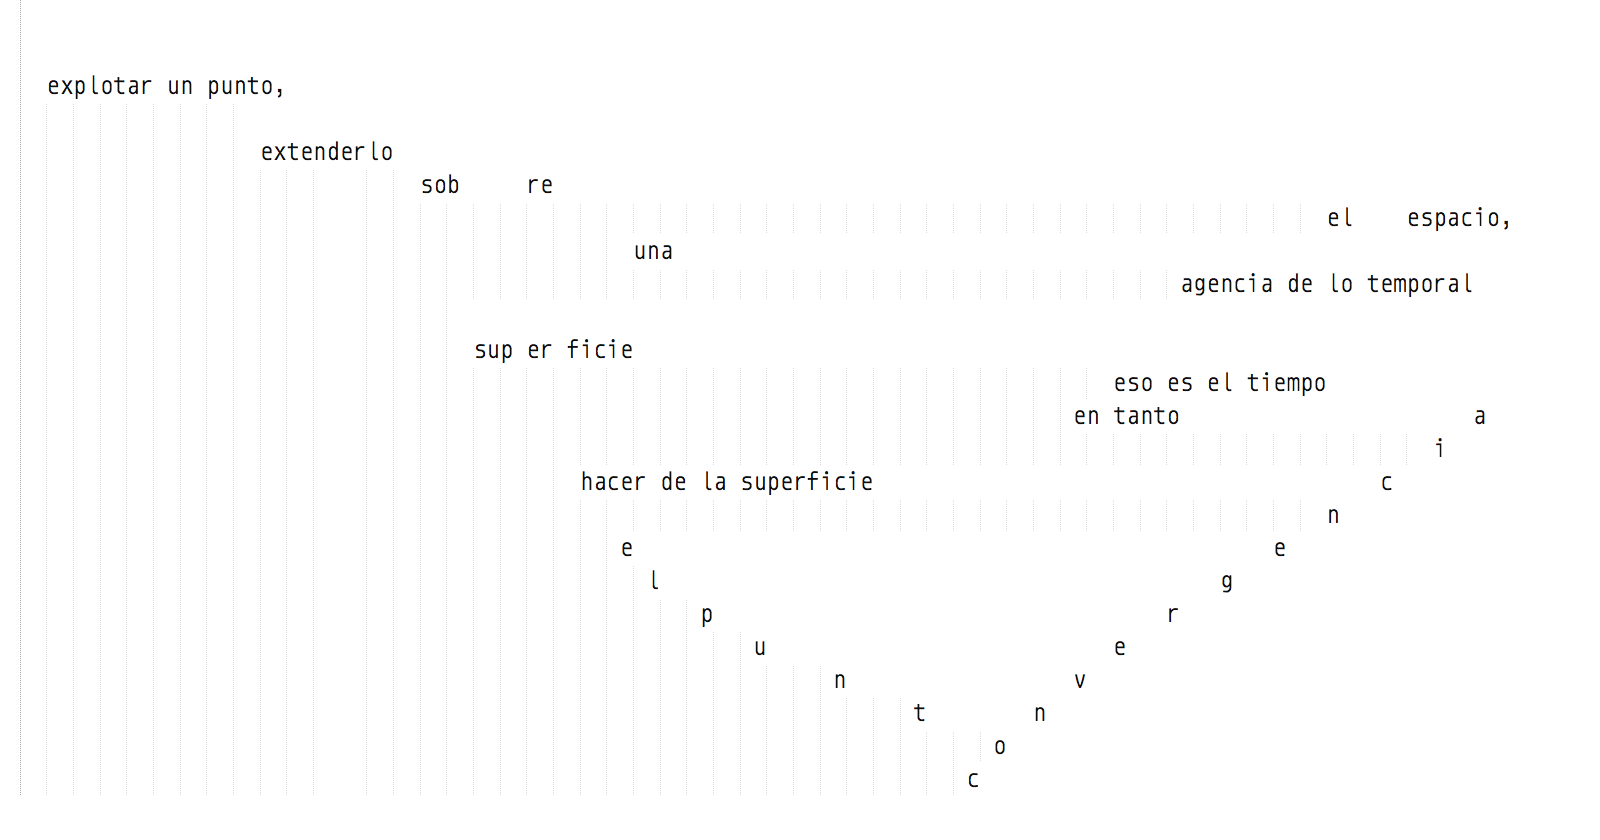 explotar un punto,
extenderlo
sob re
el espacio,
una
agencia de lo temporal
sup er ficie
eso es el tiempo
en tanto a
i
hacer de la superficie c
n
e e
l g
p r
u e
n v
t n
o
c